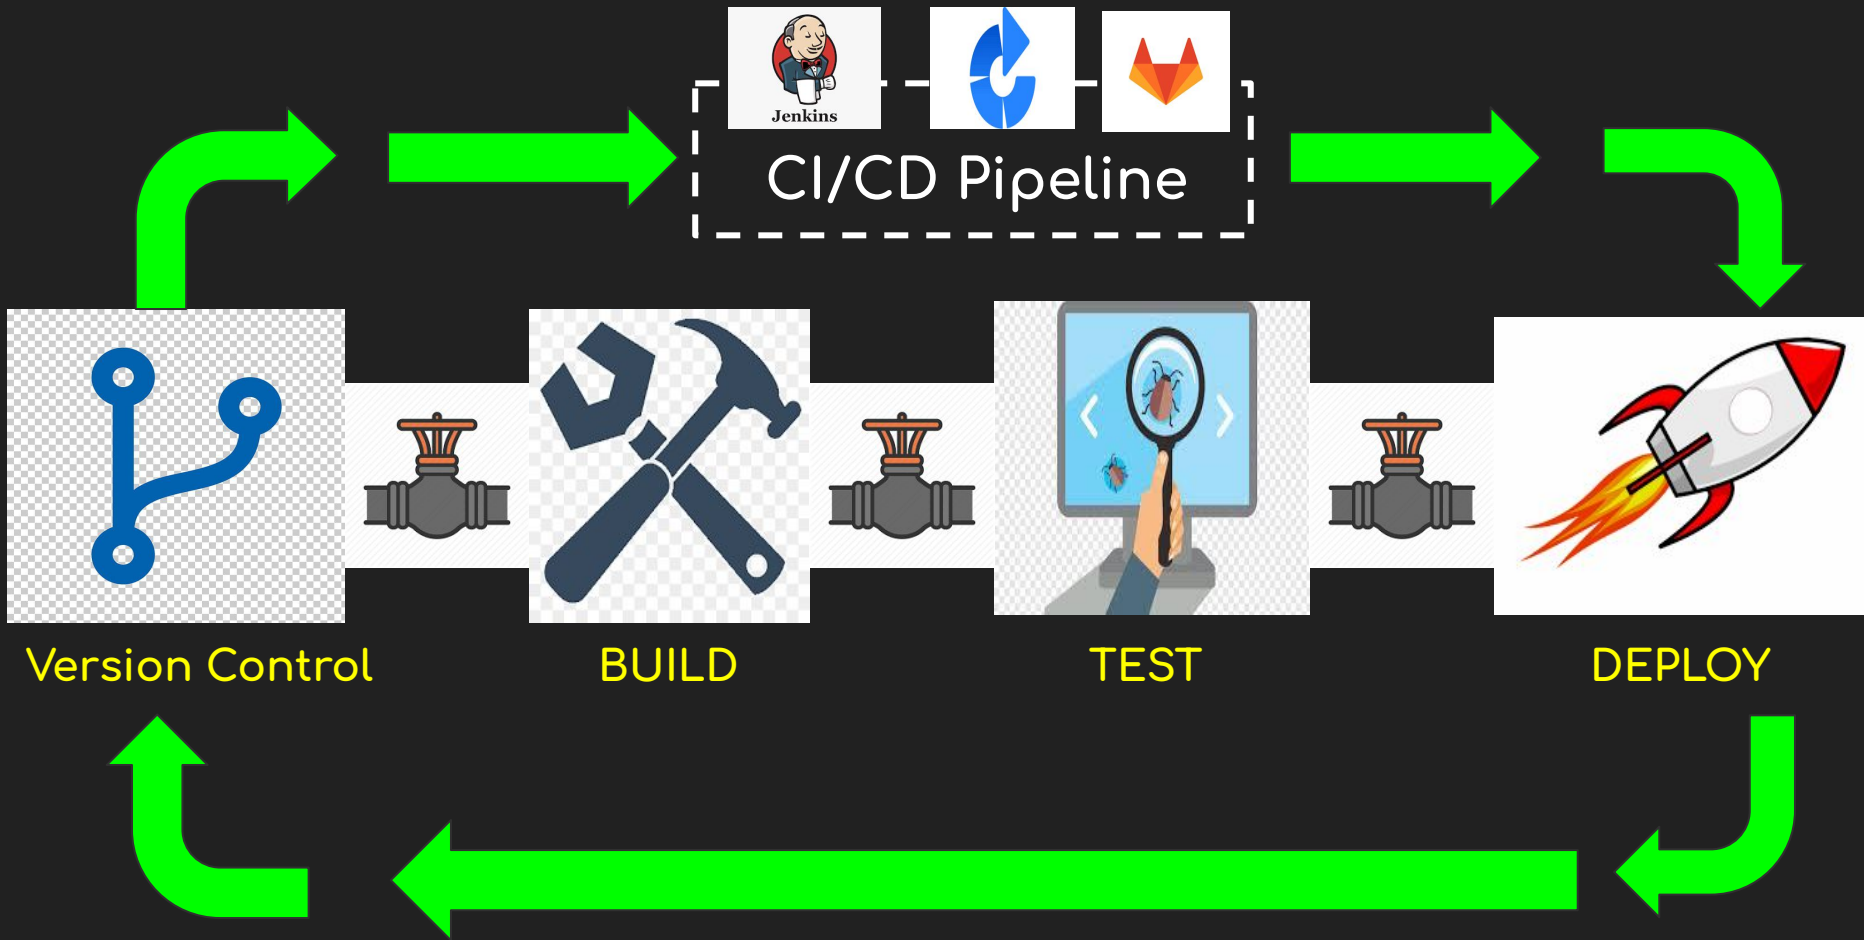 Jenkins
CI/CD Pipeline
Version Control
BUILD
TEST
DEPLOY